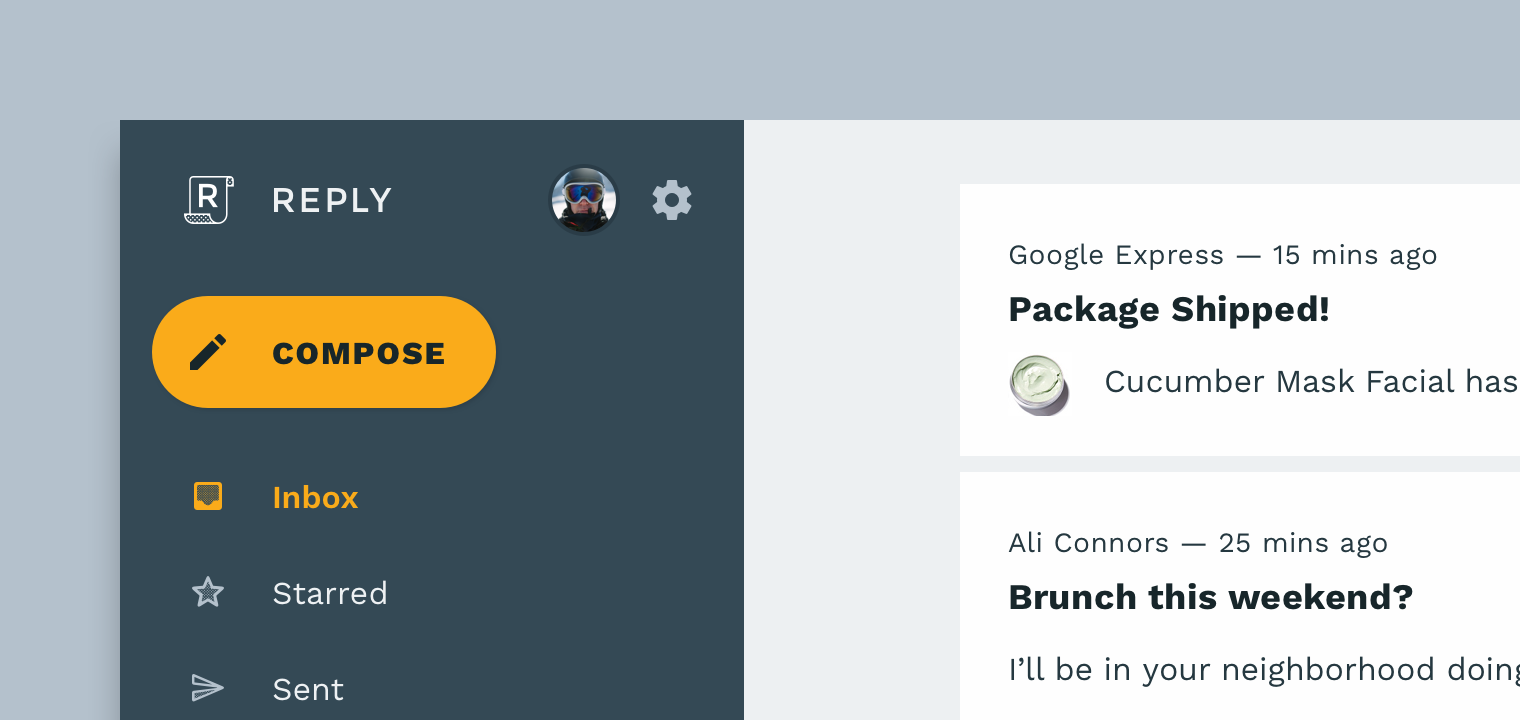 R
REPLY
COMPOSE
Inbox
Starred
Sent
Google Express — 15 mins ago
Package Shipped!
Cucumber Mask Facial has
Ali Connors — 25 mins ago
Brunch this weekend?
I’ll be in your neighborhood doing